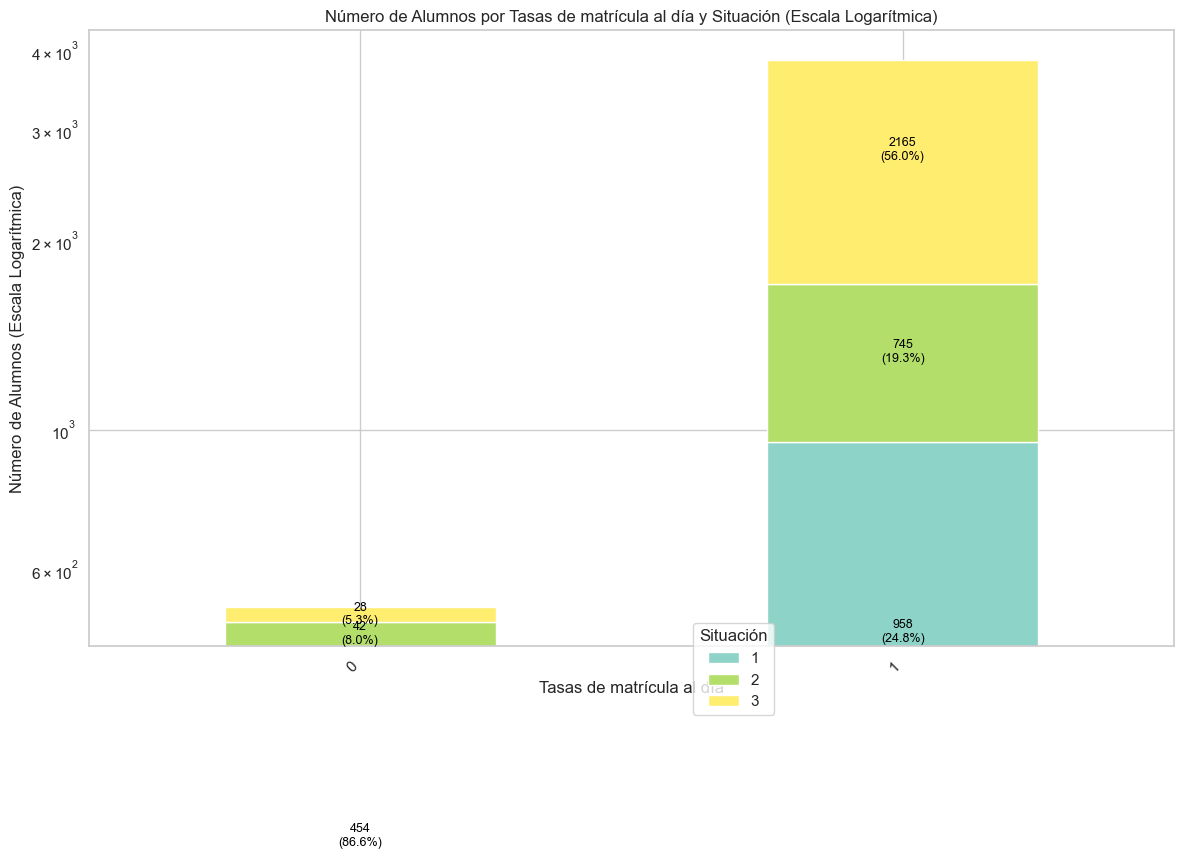 Número de Alumnos por Tasas de matrícula al día y Situación (Escala Logarítmica)
Número de Alumnos (Escala Logarítmica)
4 × 10³
3 × 10³
2 × 10³
10³
6 × 10²
2165
(56.0%)
745
(19.3%)
958
(24.8%)
28
(5.3%)
42
(8.0%)
454
(86.6%)
0
1
Tasas de matrícula al día
Situación
1
2
3